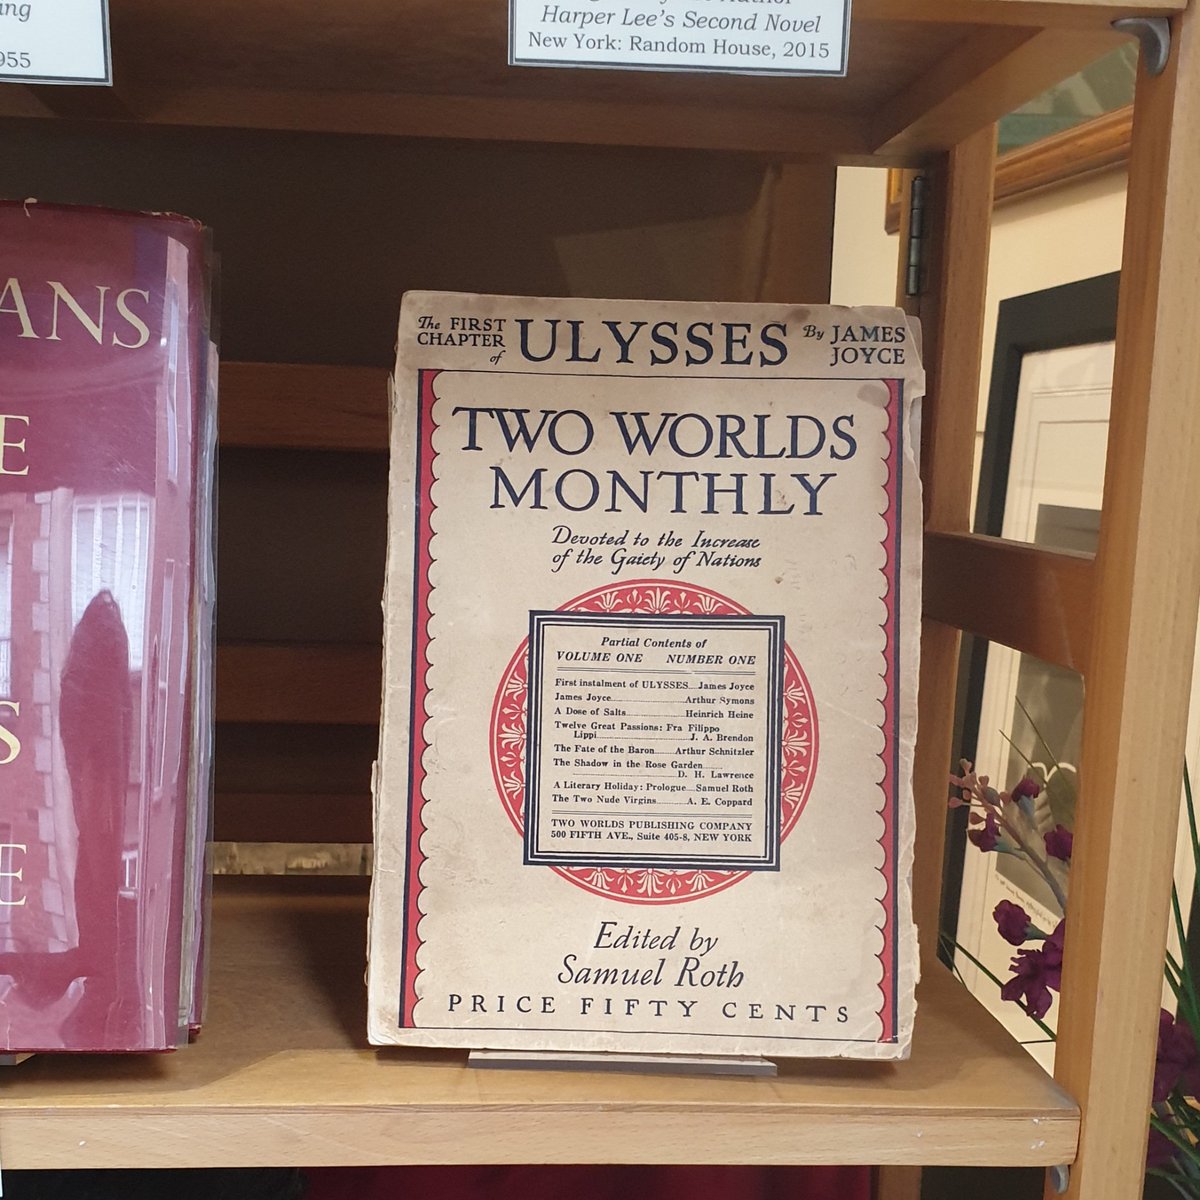 ing
955
Harper Lee's Second Novel
New York: Random House, 2015
ANS
E
S
E
The FIRST CHAPTER of ULYSSES By JAMES JOYCE
TWO WORLDS
MONTHLY
Devoted to the Increase
of the Gaiety of Nations
Partial Contents of
VOLUME ONE NUMBER ONE
First instalment of ULYSSES....James Joyce
James Joyce....Arthur Symons
A Dose of Salts....Heinrich Heine
Twelve Great Passions: Fra Filippo
Lippi....J. A. Brendon
The Fate of the Baron....Arthur Schnitzler
The Shadow in the Rose Garden....
....D. H. Lawrence
A Literary Holiday: Prologue....Samuel Roth
The Two Nude Virgins....A. E. Coppard
TWO WORLDS PUBLISHING COMPANY
500 FIFTH AVE., Suite 405-8, NEW YORK
Edited by
Samuel Roth
PRICE FIFTY CENTS